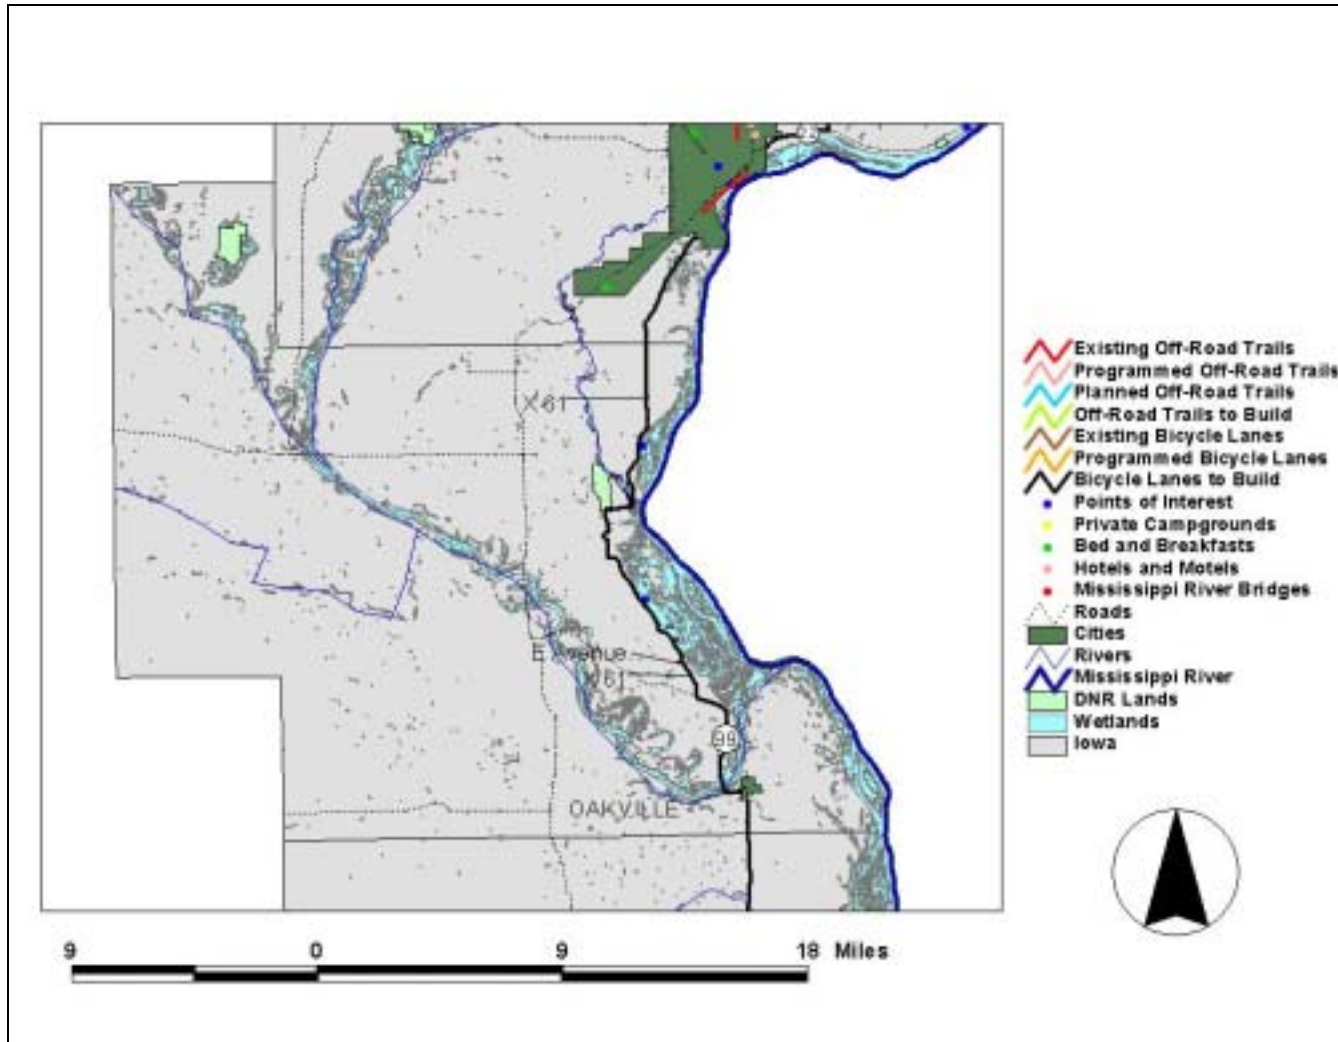 X 61
E Avenue
X61
99
OAKVILLE
Existing Off-Road Trails
Programmed Off-Road Trails
Planned Off-Road Trails
Off-Road Trails to Build
Existing Bicycle Lanes
Programmed Bicycle Lanes
Bicycle Lanes to Build
Points of Interest
Private Campgrounds
Bed and Breakfasts
Hotels and Motels
Mississippi River Bridges
Roads
Cities
Rivers
Mississippi River
DNR Lands
Wetlands
Iowa
9 0 9 18 Miles